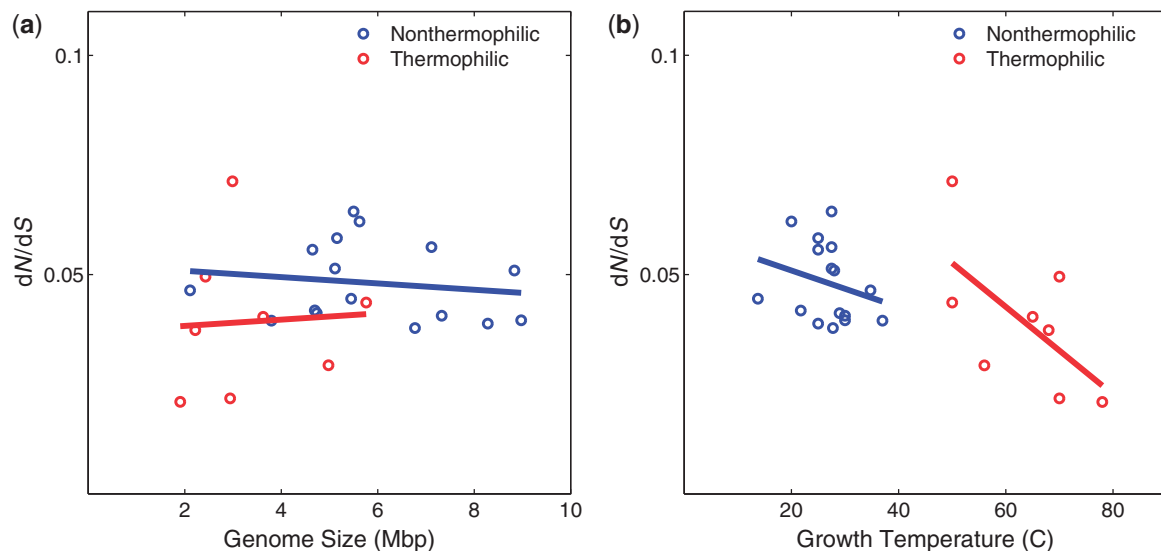 (a)
Nonthermophilic
Thermophilic
0.1
0.05
dN/dS
2 4 6 8 10
Genome Size (Mbp)
(b)
Nonthermophilic
Thermophilic
0.1
0.05
dN/dS
20 40 60 80
Growth Temperature (C)